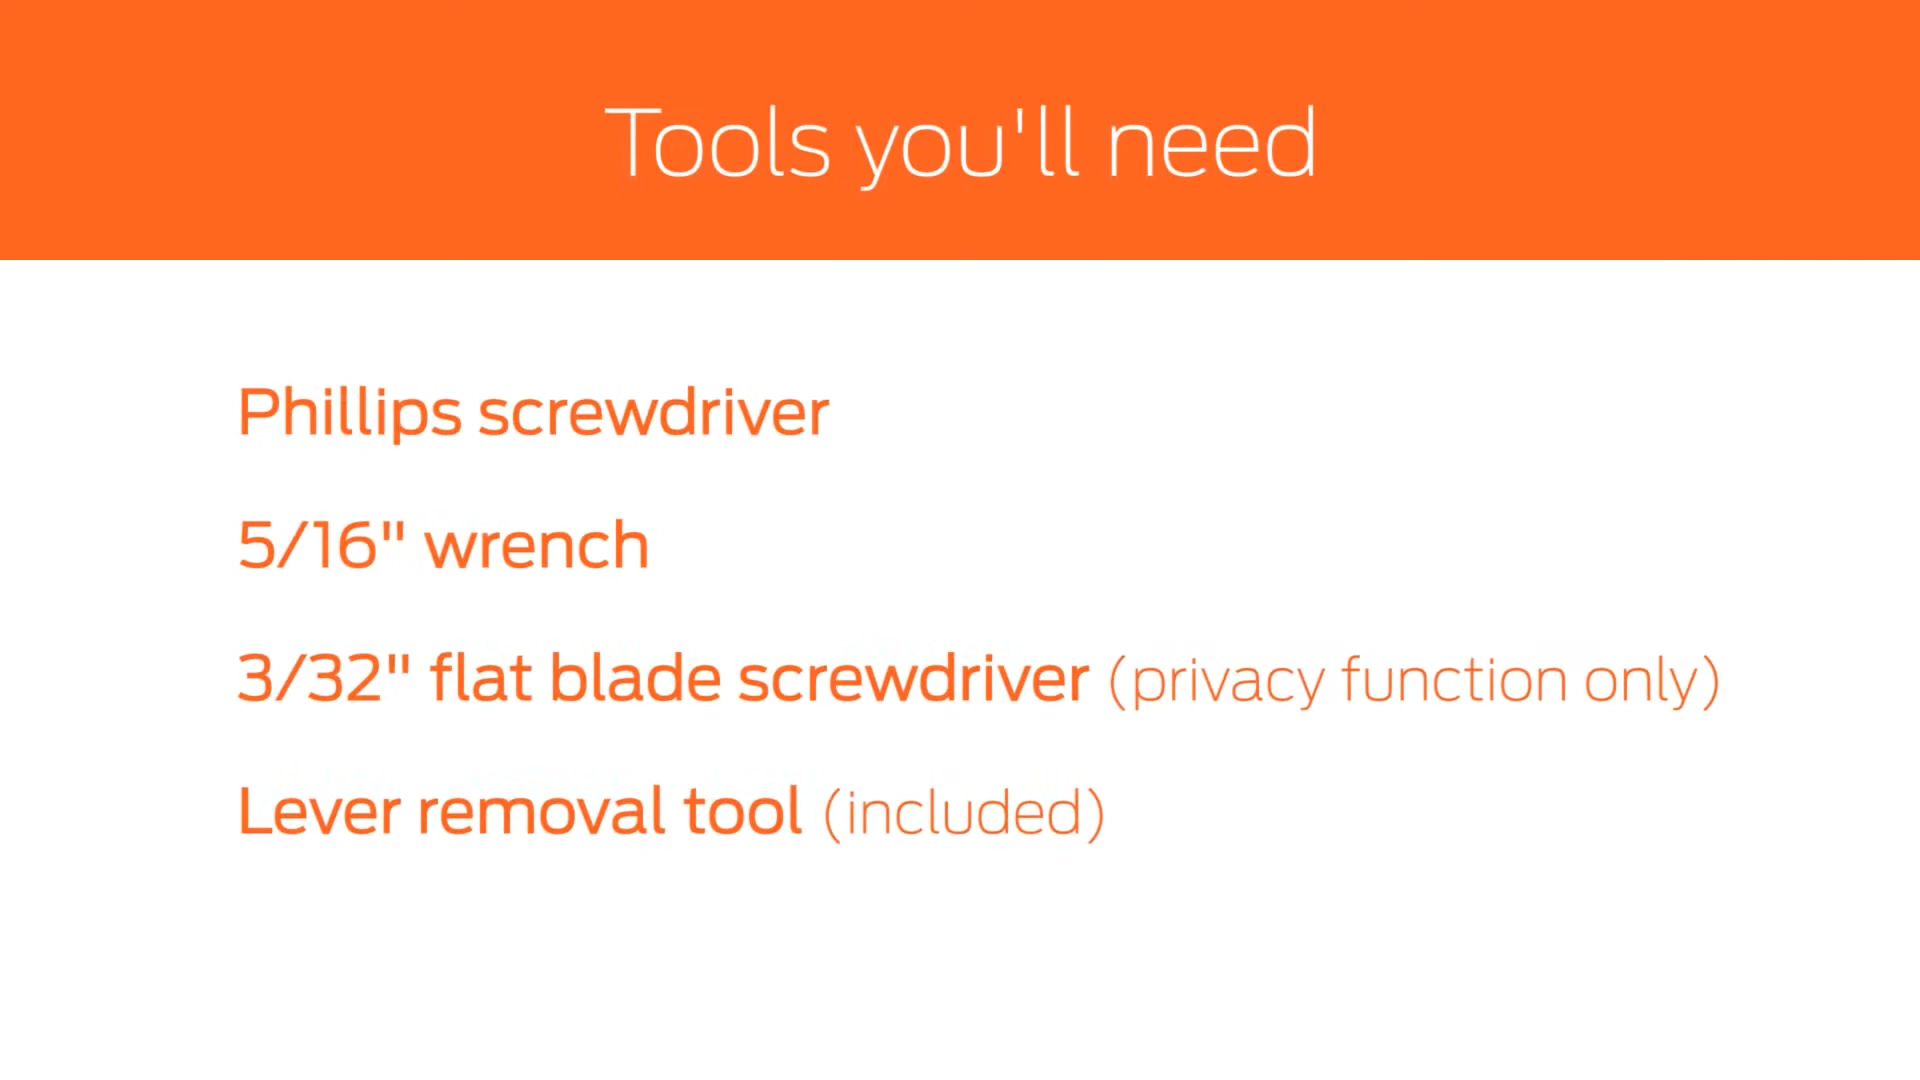 Tools you'll need
Phillips screwdriver
5/16" wrench
3/32" flat blade screwdriver (privacy function only)
Lever removal tool (included)